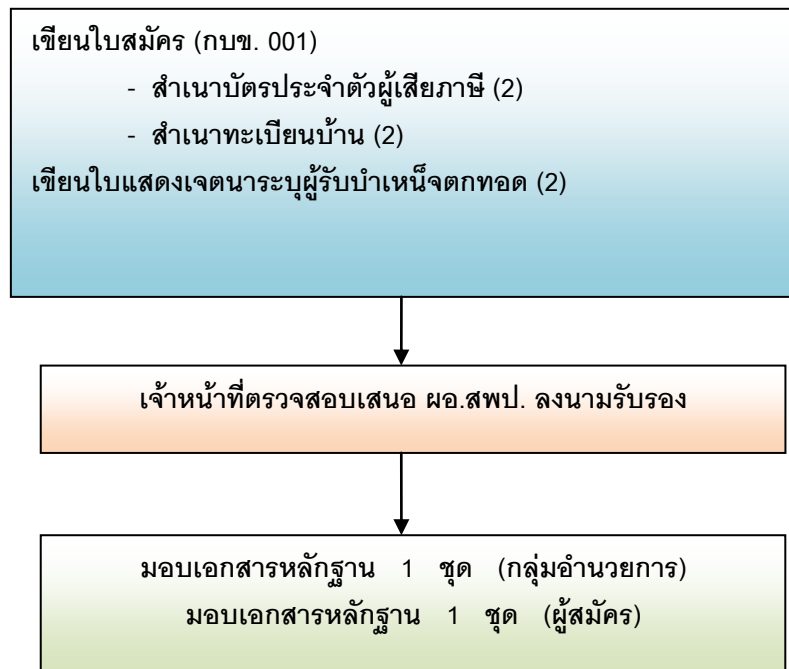 เขียนใบสมัคร (กบข. 001)
- สำเนาบัตรประจำตัวผู้เสียภาษี (2)
- สำเนาทะเบียนบ้าน (2)
เขียนใบแสดงเจตนาระบุผู้รับบำเหน็จตกทอด (2)
เจ้าหน้าที่ตรวจสอบเสนอ ผอ.สพป. ลงนามรับรอง
มอบเอกสารหลักฐาน 1 ชุด (กลุ่มอำนวยการ)
มอบเอกสารหลักฐาน 1 ชุด (ผู้สมัคร)